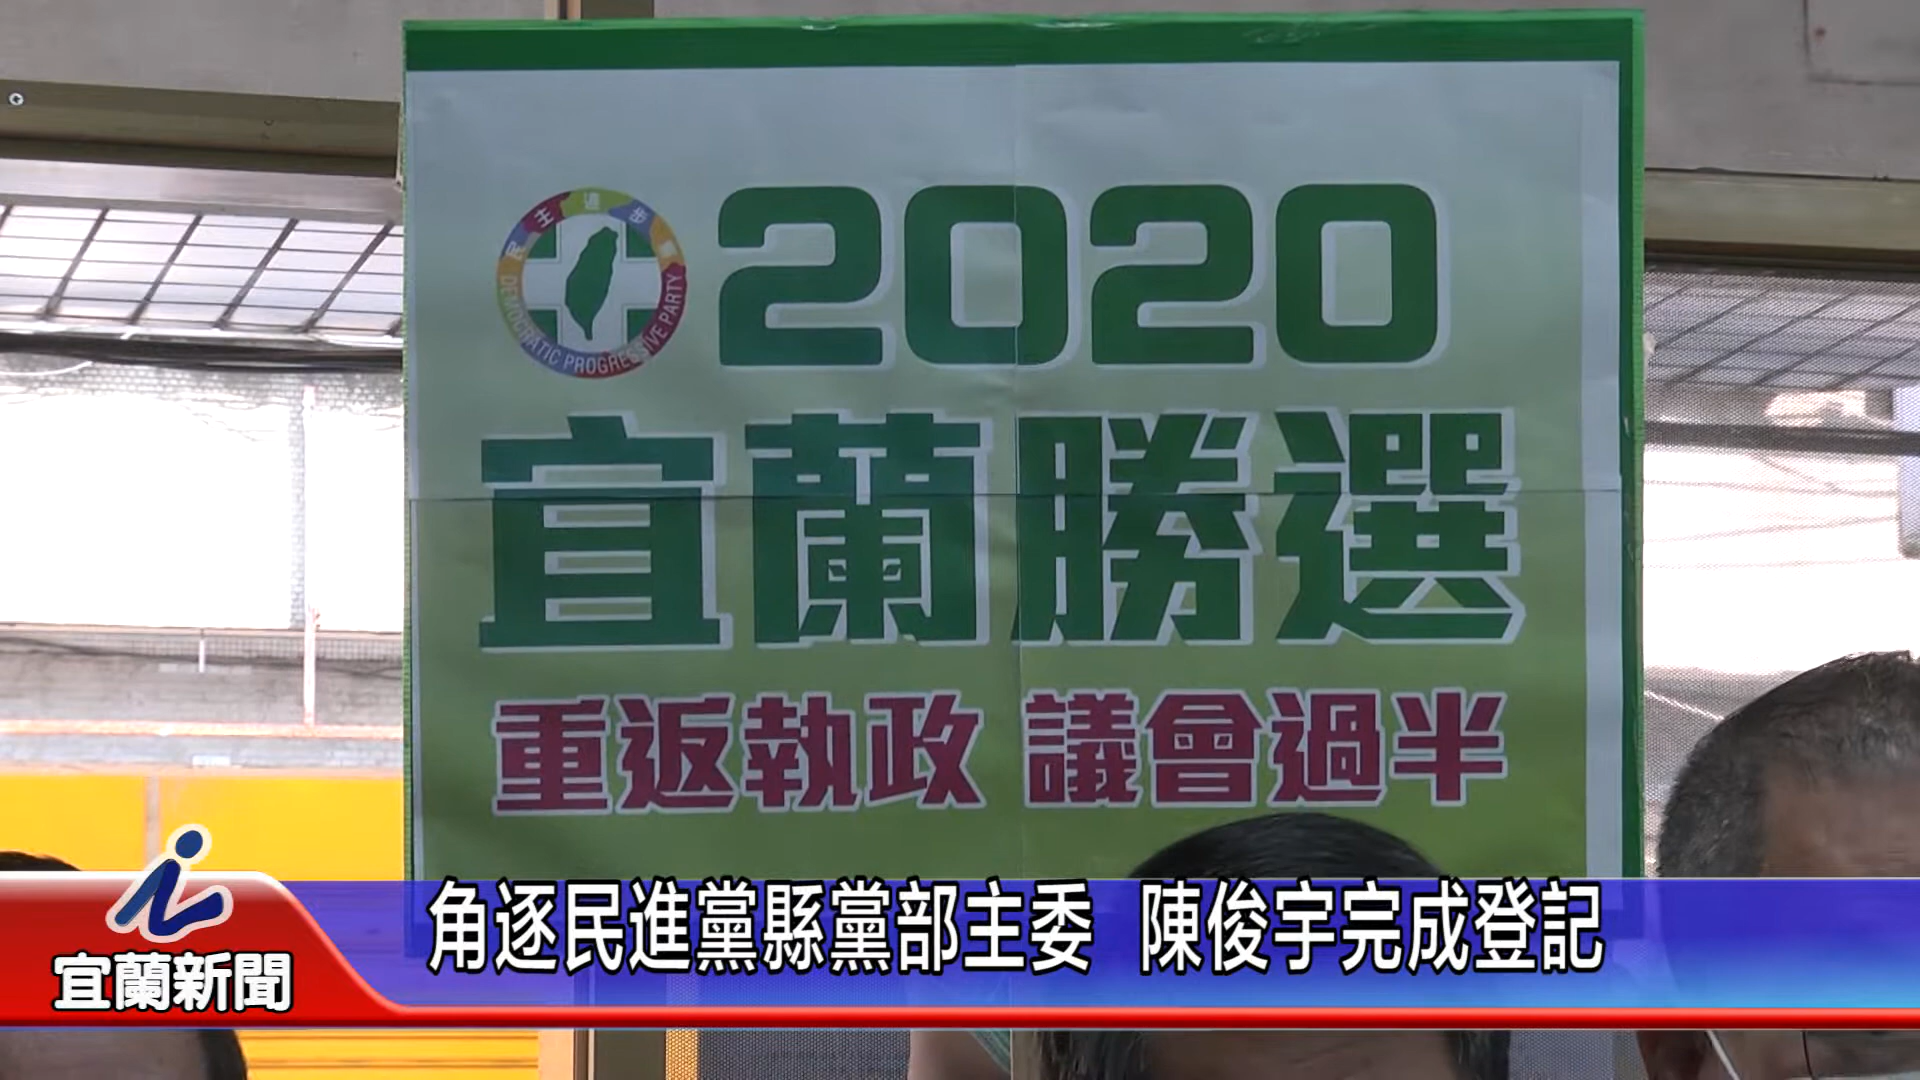 民主進步黨
DEMOCRATIC PROGRESSIVE PARTY
2020
宜蘭勝選
重返執政 議會過半
角逐民進黨縣黨部主委 陳俊宇完成登記
宜蘭新聞